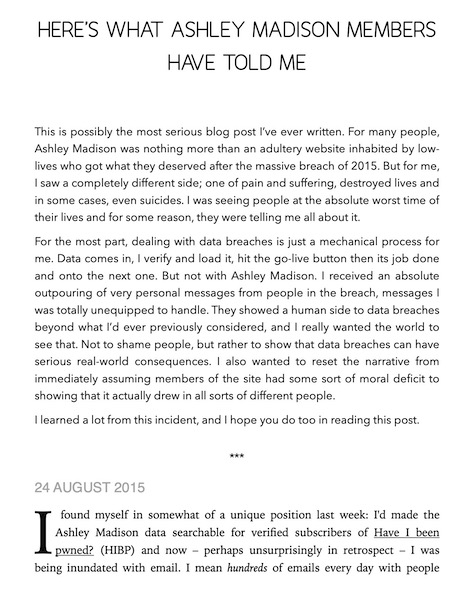 HERE'S WHAT ASHLEY MADISON MEMBERS
HAVE TOLD ME
This is possibly the most serious blog post I've ever written. For many people,
Ashley Madison was nothing more than an adultery website inhabited by low-
lives who got what they deserved after the massive breach of 2015. But for me,
I saw a completely different side; one of pain and suffering, destroyed lives and
in some cases, even suicides. I was seeing people at the absolute worst time of
their lives and for some reason, they were telling me all about it.
For the most part, dealing with data breaches is just a mechanical process for
me. Data comes in, I verify and load it, hit the go-live button then its job done
and onto the next one. But not with Ashley Madison. I received an absolute
outpouring of very personal messages from people in the breach, messages I
was totally unequipped to handle. They showed a human side to data breaches
beyond what I'd ever previously considered, and I really wanted the world to
see that. Not to shame people, but rather to show that data breaches can have
serious real-world consequences. I also wanted to reset the narrative from
immediately assuming members of the site had some sort of moral deficit to
showing that it actually drew in all sorts of different people.
I learned a lot from this incident, and I hope you do too in reading this post.
***
24 AUGUST 2015
I found myself in somewhat of a unique position last week: I'd made the
Ashley Madison data searchable for verified subscribers of Have I been
pwned? (HIBP) and now – perhaps unsurprisingly in retrospect – I was
being inundated with email. I mean hundreds of emails every day with people